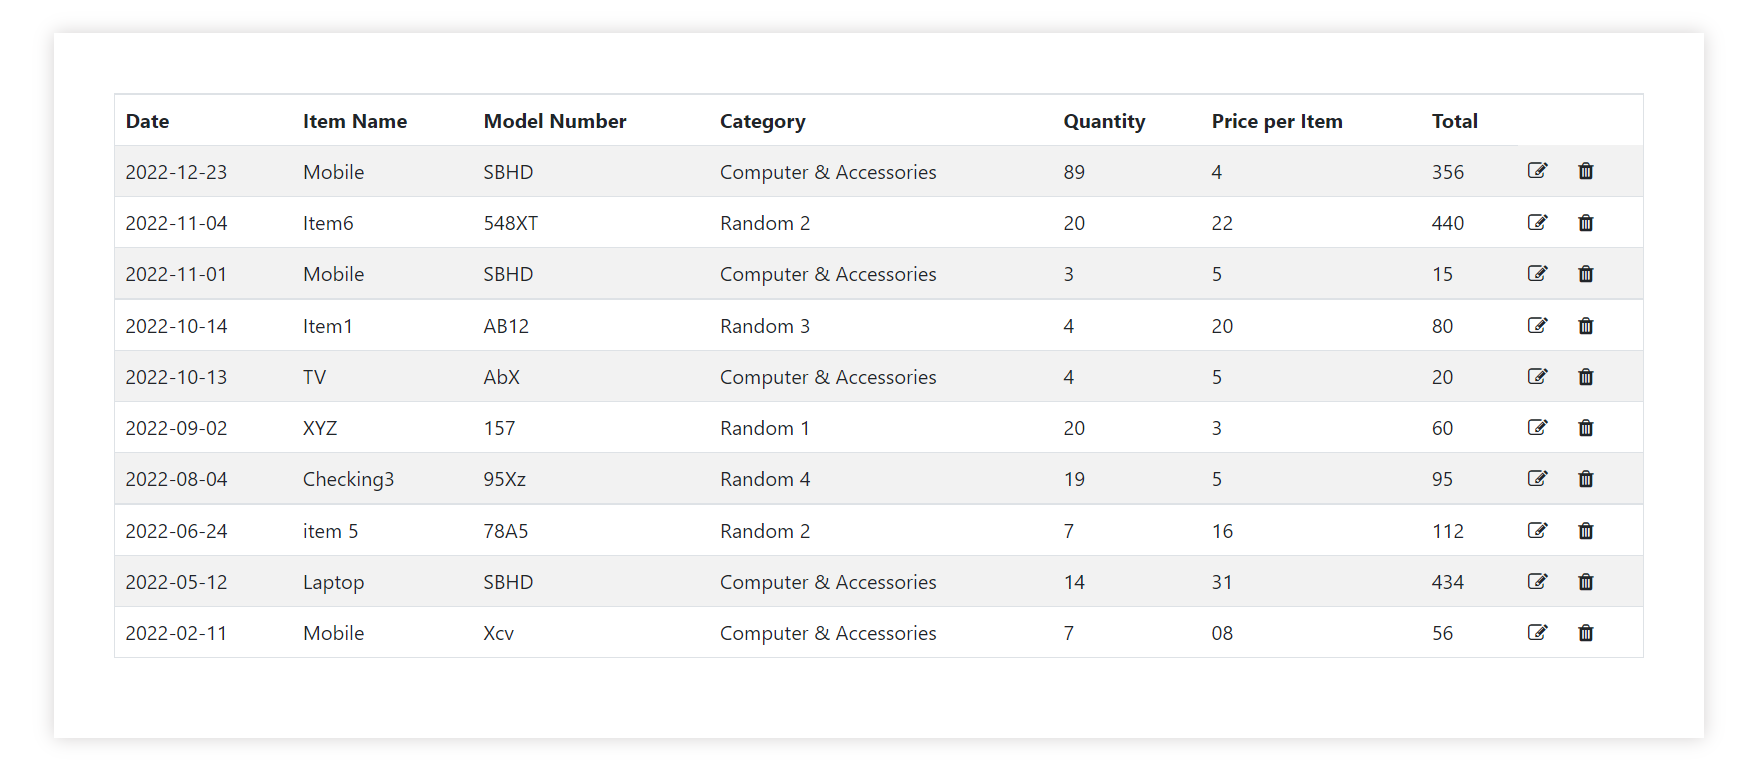 Date Item Name Model Number Category Quantity Price per Item Total
2022-12-23 Mobile SBHD Computer & Accessories 89 4 356
2022-11-04 Item6 548XT Random 2 20 22 440
2022-11-01 Mobile SBHD Computer & Accessories 3 5 15
2022-10-14 Item1 AB12 Random 3 4 20 80
2022-10-13 TV AbX Computer & Accessories 4 5 20
2022-09-02 XYZ 157 Random 1 20 3 60
2022-08-04 Checking3 95Xz Random 4 19 5 95
2022-06-24 item 5 78A5 Random 2 7 16 112
2022-05-12 Laptop SBHD Computer & Accessories 14 31 434
2022-02-11 Mobile Xcv Computer & Accessories 7 08 56